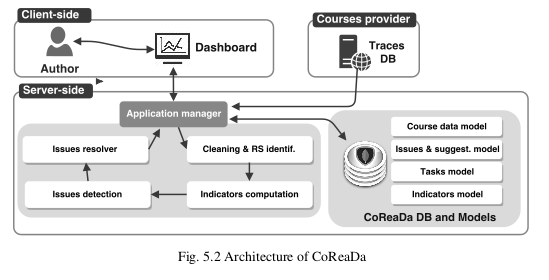 Client-side
Courses provider
Dashboard
Author
Traces
DB
Server-side
Application manager
Issues resolver
Cleaning & RS identif.
Issues detection
Indicators computation
Course data model
Issues & suggest. model
Tasks model
Indicators model
CoReaDa DB and Models
Fig. 5.2 Architecture of CoReaDa